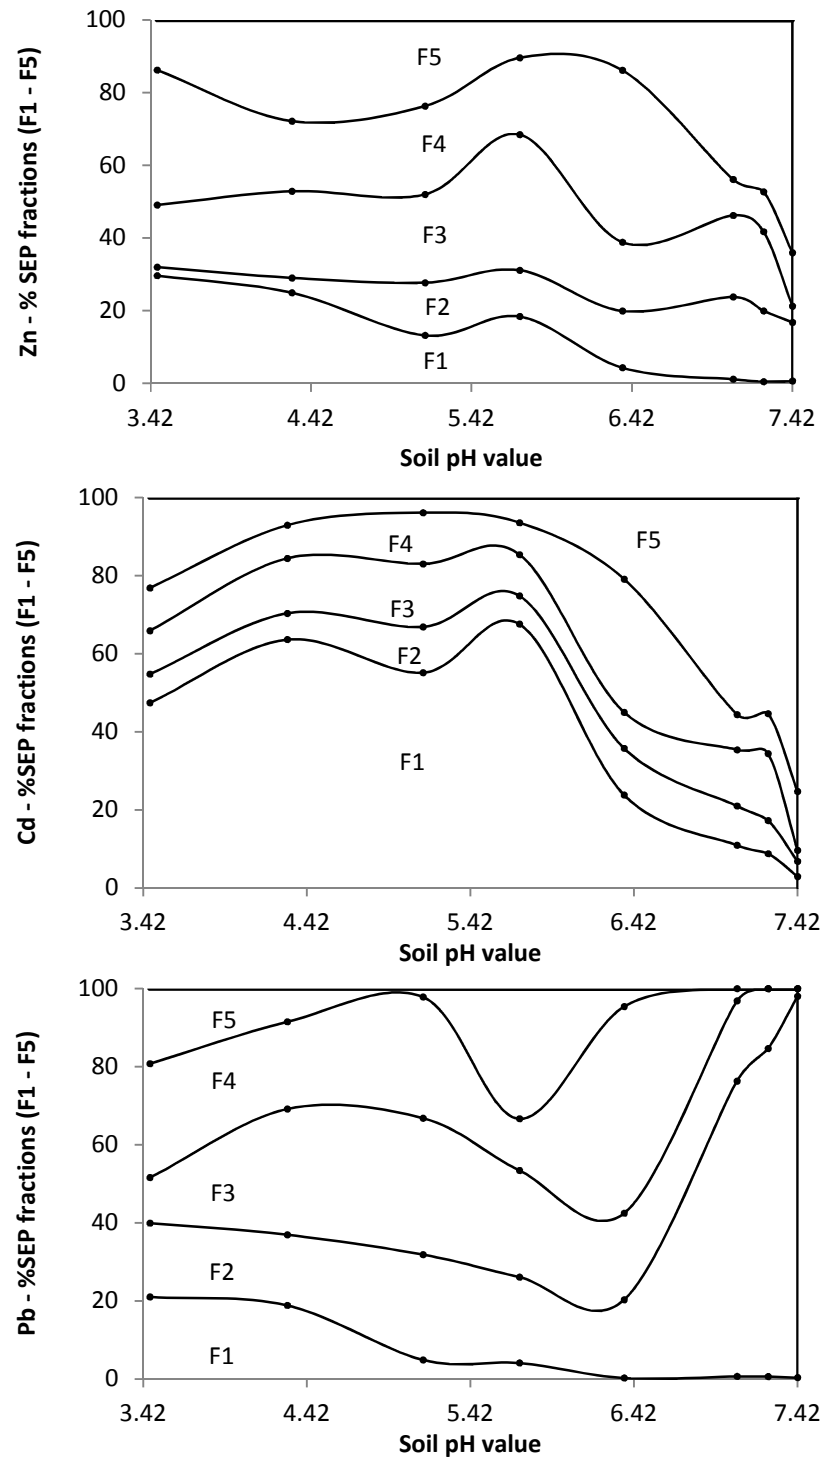 Zn - % SEP fractions (F1 - F5)
100
80
60
40
20
0
F5
F4
F3
F2
F1
3.42 4.42 5.42 6.42 7.42
Soil pH value
Cd - %SEP fractions (F1 - F5)
100
80
60
40
20
0
F5
F4
F3
F2
F1
3.42 4.42 5.42 6.42 7.42
Soil pH value
Pb - %SEP fractions (F1 - F5)
100
80
60
40
20
0
F5
F4
F3
F2
F1
3.42 4.42 5.42 6.42 7.42
Soil pH value